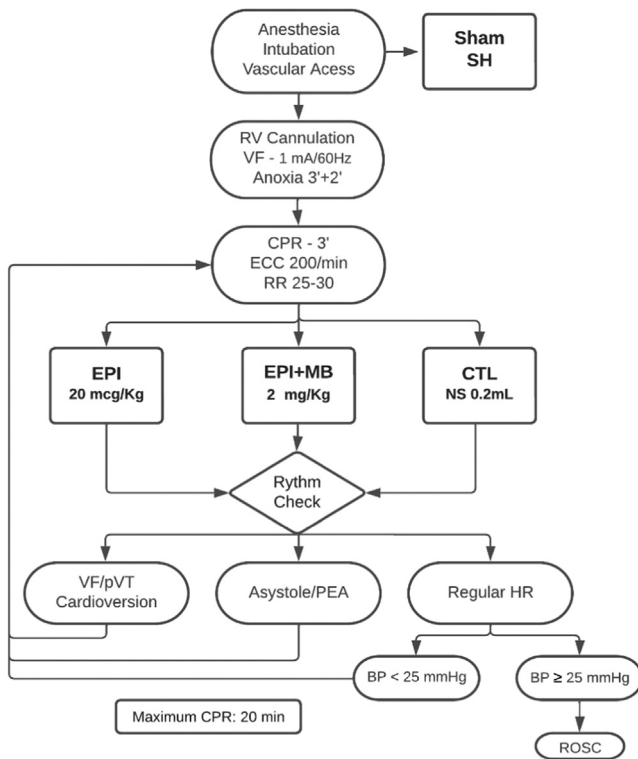 Anesthesia
Intubation
Vascular Acess
Sham
SH
RV Cannulation
VF - 1 mA/60Hz
Anoxia 3'+2'
CPR - 3'
ECC 200/min
RR 25-30
EPI
20 mcg/Kg
EPI+MB
2 mg/Kg
CTL
NS 0.2mL
Rythm
Check
VF/pVT
Cardioversion
Asystole/PEA
Regular HR
BP < 25 mmHg
BP ≥ 25 mmHg
Maximum CPR: 20 min
ROSC